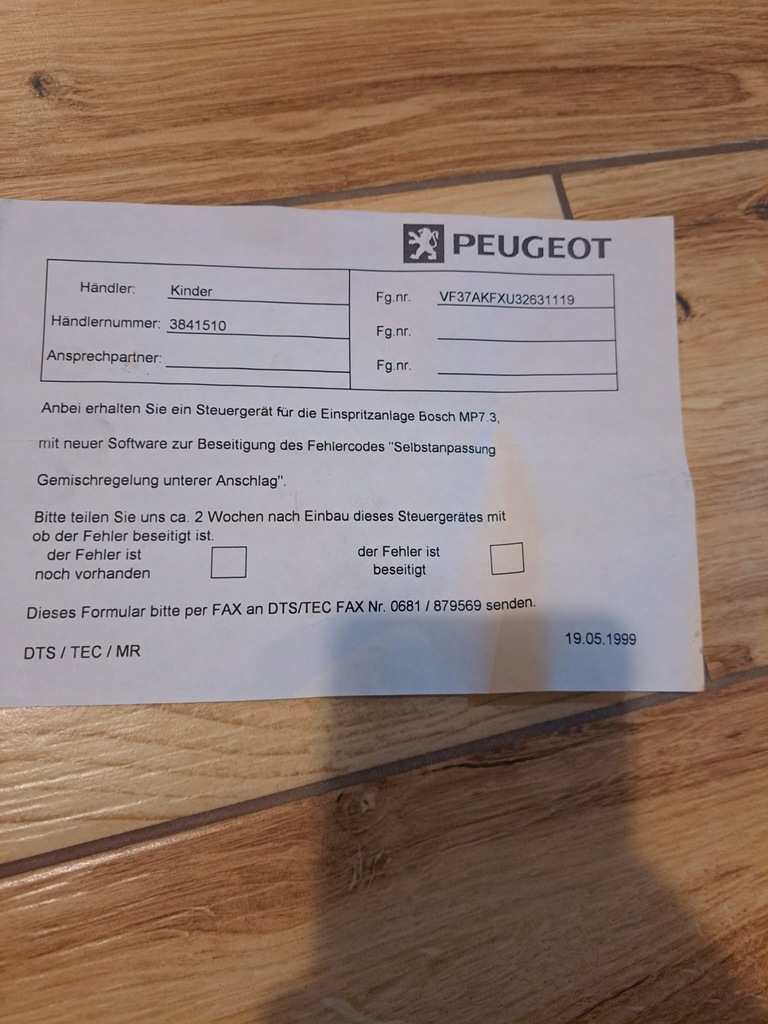 PEUGEOT
Händler: Kinder
Händlernummer: 3841510
Ansprechpartner:
Fg.nr. VF37AKFXU32631119
Fg.nr.
Fg.nr.
Anbei erhalten Sie ein Steuergerät für die Einspritzanlage Bosch MP7.3,
mit neuer Software zur Beseitigung des Fehlercodes "Selbstanpassung
Gemischregelung unterer Anschlag".
Bitte teilen Sie uns ca. 2 Wochen nach Einbau dieses Steuergerätes mit
ob der Fehler beseitigt ist.
der Fehler ist
noch vorhanden
der Fehler ist
beseitigt
Dieses Formular bitte per FAX an DTS/TEC FAX Nr. 0681 / 879569 senden.
DTS / TEC / MR
19.05.1999